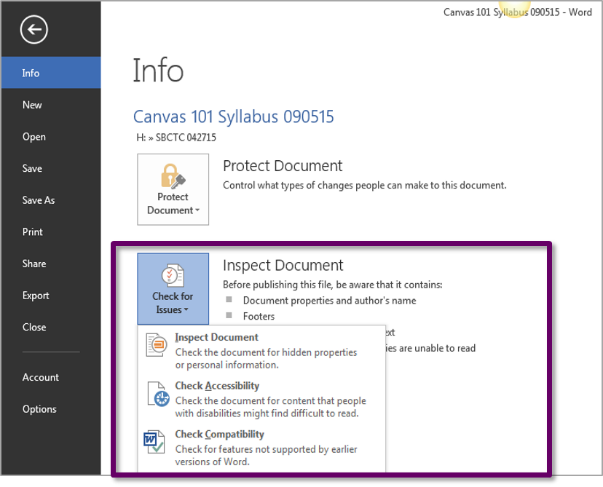 Canvas 101 Syllabus 090515 - Word
Info
New
Open
Save
Save As
Print
Share
Export
Close
Account
Options
Info
Canvas 101 Syllabus 090515
H: » SBCTC 042715
Protect Document
Protect Document
Control what types of changes people can make to this document.
Check for Issues
Inspect Document
Before publishing this file, be aware that it contains:
Document properties and author's name
Footers
ies are unable to read
Inspect Document
Check the document for hidden properties
or personal information.
Check Accessibility
Check the document for content that people
with disabilities might find difficult to read.
Check Compatibility
Check for features not supported by earlier
versions of Word.